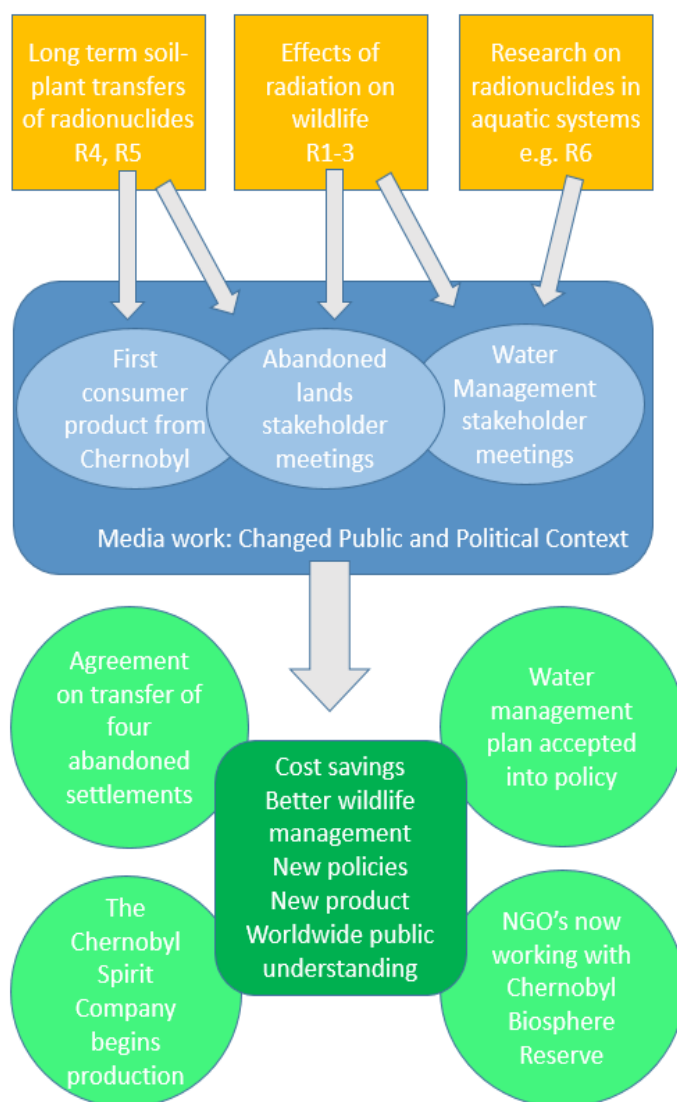 Long term soil-
plant transfers
of radionuclides
R4, R5
Effects of
radiation on
wildlife
R1-3
Research on
radionuclides in
aquatic systems
e.g. R6
First
consumer
product from
Chernobyl
Abandoned
lands
stakeholder
meetings
Water
Management
stakeholder
meetings
Media work: Changed Public and Political Context
Agreement
on transfer of
four
abandoned
settlements
Water
management
plan accepted
into policy
Cost savings
Better wildlife
management
New policies
New product
Worldwide public
understanding
The
Chernobyl
Spirit
Company
begins
production
NGO's now
working with
Chernobyl
Biosphere
Reserve